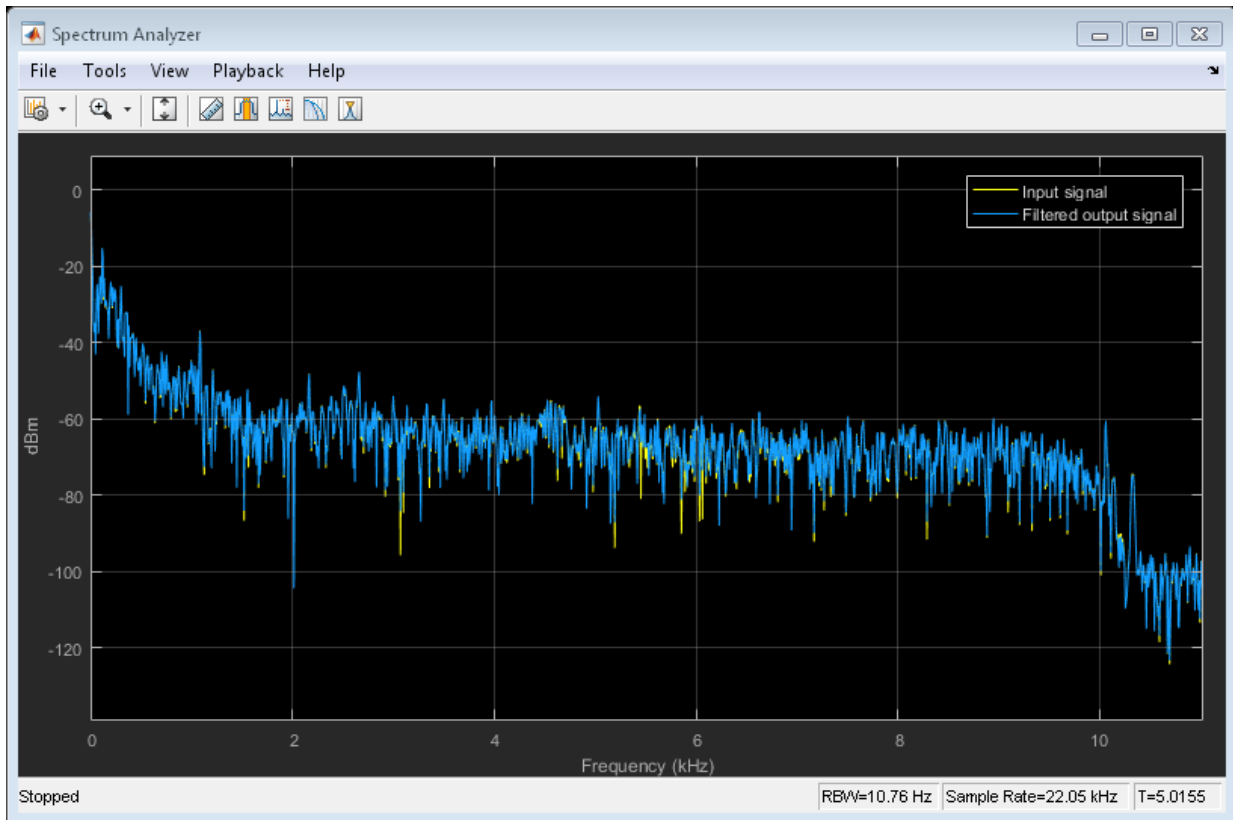 Spectrum Analyzer
File Tools View Playback Help
Input signal
Filtered output signal
0
-20
-40
-60
-80
-100
-120
dBm
0 2 4 6 8 10
Frequency (kHz)
Stopped RBW=10.76 Hz Sample Rate=22.05 kHz T=5.0155